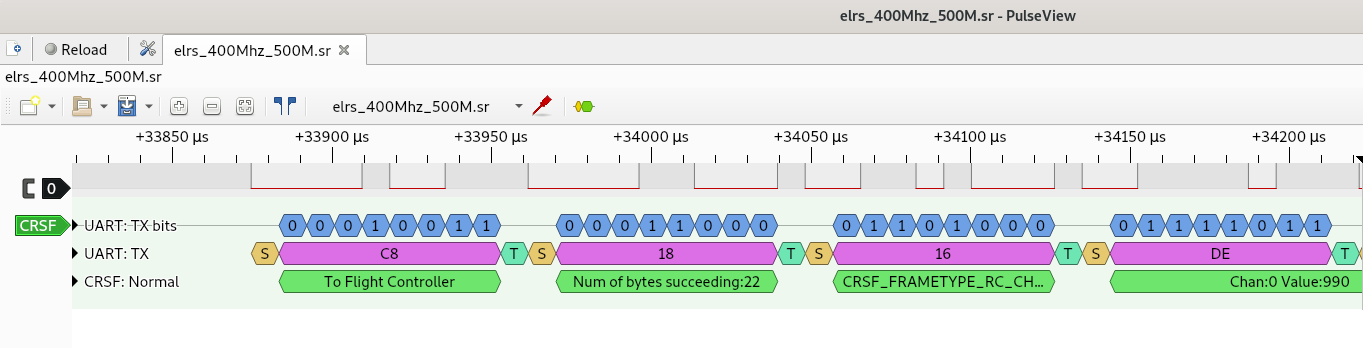 elrs_400Mhz_500M.sr - PulseView
Reload
elrs_400Mhz_500M.sr
elrs_400Mhz_500M.sr
elrs_400Mhz_500M.sr
+33850 µs +33900 µs +33950 µs +34000 µs +34050 µs +34100 µs +34150 µs +34200 µs
0
CRSF UART: TX bits 0 0 0 1 0 0 1 1 0 0 0 1 1 0 0 0 0 1 1 0 1 0 0 0 0 1 1 1 1 0 1 1
UART: TX S C8 T S 18 T S 16 T S DE T
CRSF: Normal To Flight Controller Num of bytes succeeding:22 CRSF_FRAMETYPE_RC_CH... Chan:0 Value:990